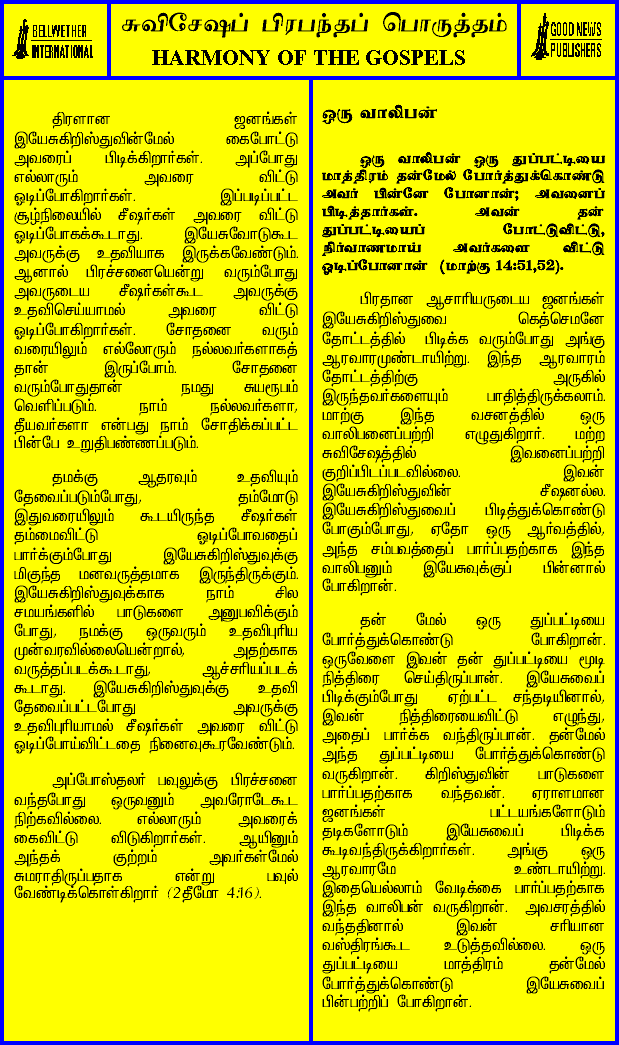 BELLWETHER
INTERNATIONAL
சுவிசேஷப் பிரபந்தப் பொருத்தம்
HARMONY OF THE GOSPELS
GOOD NEWS
PUBLISHERS
திரளான ஜனங்கள்
இயேசுகிறிஸ்துவின்மேல் கைபோட்டு
அவரைப் பிடிக்கிறார்கள். அப்போது
எல்லாரும் அவரை விட்டு
ஓடிப்போகிறார்கள். இப்படிப்பட்ட
சூழ்நிலையில் சீஷர்கள் அவரை விட்டு
ஓடிப்போகக்கூடாது. இயேசுவோடுகூட
அவருக்கு உதவியாக இருக்கவேண்டும்.
ஆனால் பிரச்சனையென்று வரும்போது
அவருடைய சீஷர்கள்கூட அவருக்கு
உதவிசெய்யாமல் அவரை விட்டு
ஓடிப்போகிறார்கள். சோதனை வரும்
வரையிலும் எல்லோரும் நல்லவர்களாகத்
தான் இருப்போம். சோதனை
வரும்போதுதான் நமது சுயரூபம்
வெளிப்படும். நாம் நல்லவர்களா,
தீயவர்களா என்பது நாம் சோதிக்கப்பட்ட
பின்பே உறுதிபண்ணப்படும்.
தமக்கு ஆதரவும் உதவியும்
தேவைப்படும்போது, தம்மோடு
இதுவரையிலும் கூடயிருந்த சீஷர்கள்
தம்மைவிட்டு ஓடிப்போவதைப்
பார்க்கும்போது இயேசுகிறிஸ்துவுக்கு
மிகுந்த மனவருத்தமாக இருந்திருக்கும்.
இயேசுகிறிஸ்துவுக்காக நாம் சில
சமயங்களில் பாடுகளை அனுபவிக்கும்
போது, நமக்கு ஒருவரும் உதவிபுரிய
முன்வரவில்லையென்றால், அதற்காக
வருத்தப்படக்கூடாது, ஆச்சரியப்படக்
கூடாது. இயேசுகிறிஸ்துவுக்கு உதவி
தேவைப்பட்டபோது அவருக்கு
உதவிபுரியாமல் சீஷர்கள் அவரை விட்டு
ஓடிப்போய்விட்டதை நினைவுகூரவேண்டும்.
அப்போஸ்தலர் பவுலுக்கு பிரச்சனை
வந்தபோது ஒருவனும் அவரோடேகூட
நிற்கவில்லை. எல்லாரும் அவரைக்
கைவிட்டு விடுகிறார்கள். ஆயினும்
அந்தக் குற்றம் அவர்கள்மேல்
சுமராதிருப்பதாக என்று பவுல்
வேண்டிக்கொள்கிறார் (2தீமோ 4:16).
ஒரு வாலிபன்
ஒரு வாலிபன் ஒரு துப்பட்டியை
மாத்திரம் தன்மேல் போர்த்துக்கொண்டு
அவர் பின்னே போனான்; அவனைப்
பிடித்தார்கள். அவன் தன்
துப்பட்டியைப் போட்டுவிட்டு,
நிர்வாணமாய் அவர்களை விட்டு
ஓடிப்போனான் (மாற்கு 14:51,52).
பிரதான ஆசாரியருடைய ஜனங்கள்
இயேசுகிறிஸ்துவை கெத்செமனே
தோட்டத்தில் பிடிக்க வரும்போது அங்கு
ஆரவாரமுண்டாயிற்று. இந்த ஆரவாரம்
தோட்டத்திற்கு அருகில்
இருந்தவர்களையும் பாதித்திருக்கலாம்.
மாற்கு இந்த வசனத்தில் ஒரு
வாலிபனைப்பற்றி எழுதுகிறார். மற்ற
சுவிசேஷத்தில் இவனைப்பற்றி
குறிப்பிடப்படவில்லை. இவன்
இயேசுகிறிஸ்துவின் சீஷனல்ல.
இயேசுகிறிஸ்துவைப் பிடித்துக்கொண்டு
போகும்போது, ஏதோ ஒரு ஆர்வத்தில்,
அந்த சம்பவத்தைப் பார்ப்பதற்காக இந்த
வாலிபனும் இயேசுவுக்குப் பின்னால்
போகிறான்.
தன் மேல் ஒரு துப்பட்டியை
போர்த்துக்கொண்டு போகிறான்.
ஒருவேளை இவன் தன் துப்பட்டியை மூடி
நித்திரை செய்திருப்பான். இயேசுவைப்
பிடிக்கும்போது ஏற்பட்ட சந்தடியினால்,
இவன் நித்திரையைவிட்டு எழுந்து,
அதைப் பார்க்க வந்திருப்பான். தன்மேல்
அந்த துப்பட்டியை போர்த்துக்கொண்டு
வருகிறான். கிறிஸ்துவின் பாடுகளை
பார்ப்பதற்காக வந்தவன். ஏராளமான
ஜனங்கள் பட்டயங்களோடும்
தடிகளோடும் இயேசுவைப் பிடிக்க
கூடிவந்திருக்கிறார்கள். அங்கு ஒரு
ஆரவாரமே உண்டாயிற்று.
இதையெல்லாம் வேடிக்கை பார்ப்பதற்காக
இந்த வாலிபன் வருகிறான். அவசரத்தில்
வந்ததினால் இவன் சரியான
வஸ்திரங்கூட உடுத்தவில்லை. ஒரு
துப்பட்டியை மாத்திரம் தன்மேல்
போர்த்துக்கொண்டு இயேசுவைப்
பின்பற்றிப் போகிறான்.